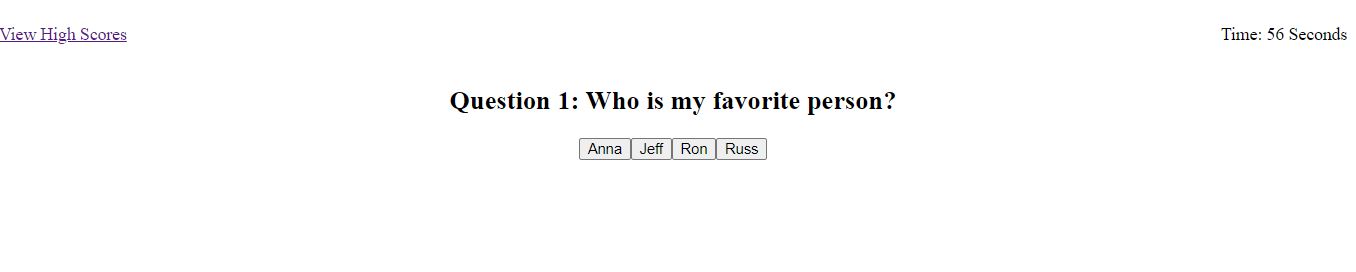 View High Scores Time: 56 Seconds
Question 1: Who is my favorite person?
Anna Jeff Ron Russ